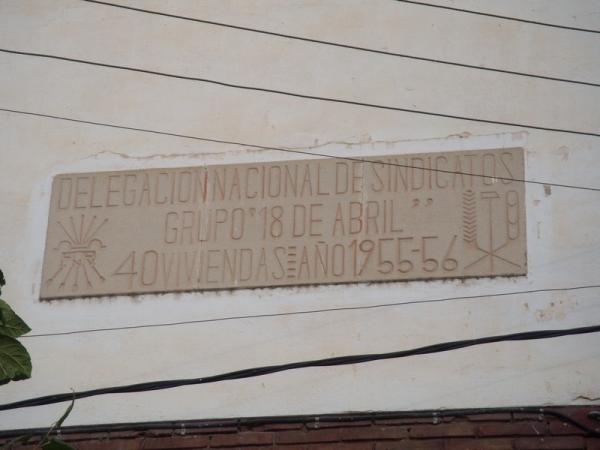 DELEGACION NACIONAL DE SINDICATOS
GRUPO "18 DE ABRIL"
40 VIVIENDAS AÑO 1955-56